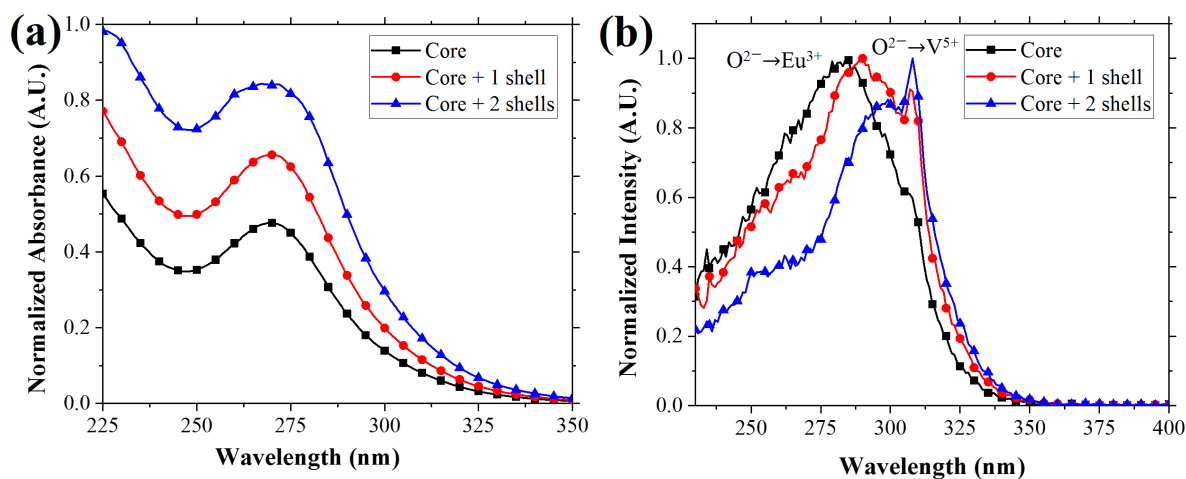 (a)
Core
Core + 1 shell
Core + 2 shells
Normalized Absorbance (A.U.)
1.0
0.8
0.6
0.4
0.2
0.0
225
250
275
300
325
350
Wavelength (nm)
(b)
O²⁻→Eu³⁺
O²⁻→V⁵⁺
Core
Core + 1 shell
Core + 2 shells
Normalized Intensity (A.U.)
1.0
0.8
0.6
0.4
0.2
0.0
250
300
350
400
Wavelength (nm)